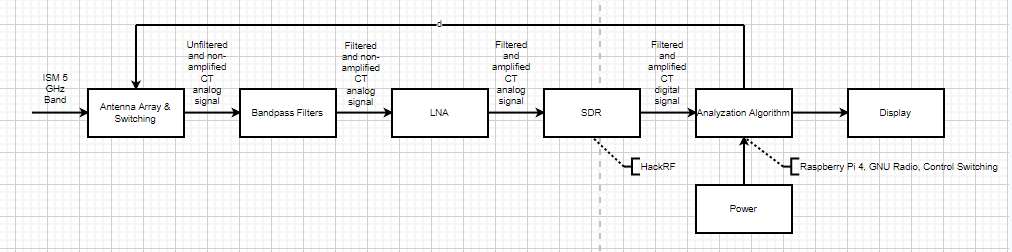 d
Unfiltered
and non-
amplified
CT
analog
signal
Filtered
and non-
amplified
CT
analog
signal
Filtered
and
amplified
CT
analog
signal
Filtered
and
amplified
CT
digital
signal
ISM 5
GHz
Band
Antenna Array &
Switching
Bandpass Filters
LNA
SDR
Analyzation Algorithm
Display
HackRF
Raspberry Pi 4, GNU Radio, Control Switching
Power